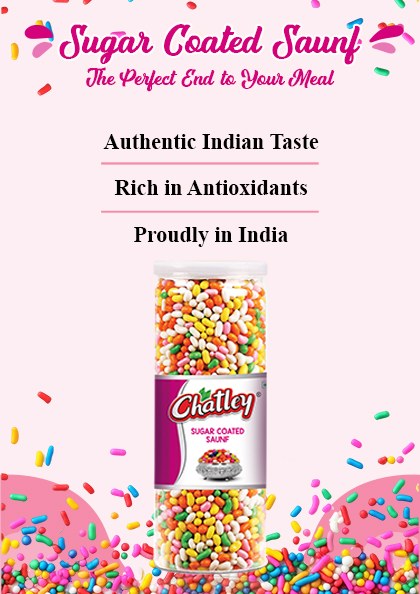 Sugar Coated Saunf
The Perfect End to Your Meal
Authentic Indian Taste
Rich in Antioxidants
Proudly in India
Chatley
SUGAR COATED
SAUNF